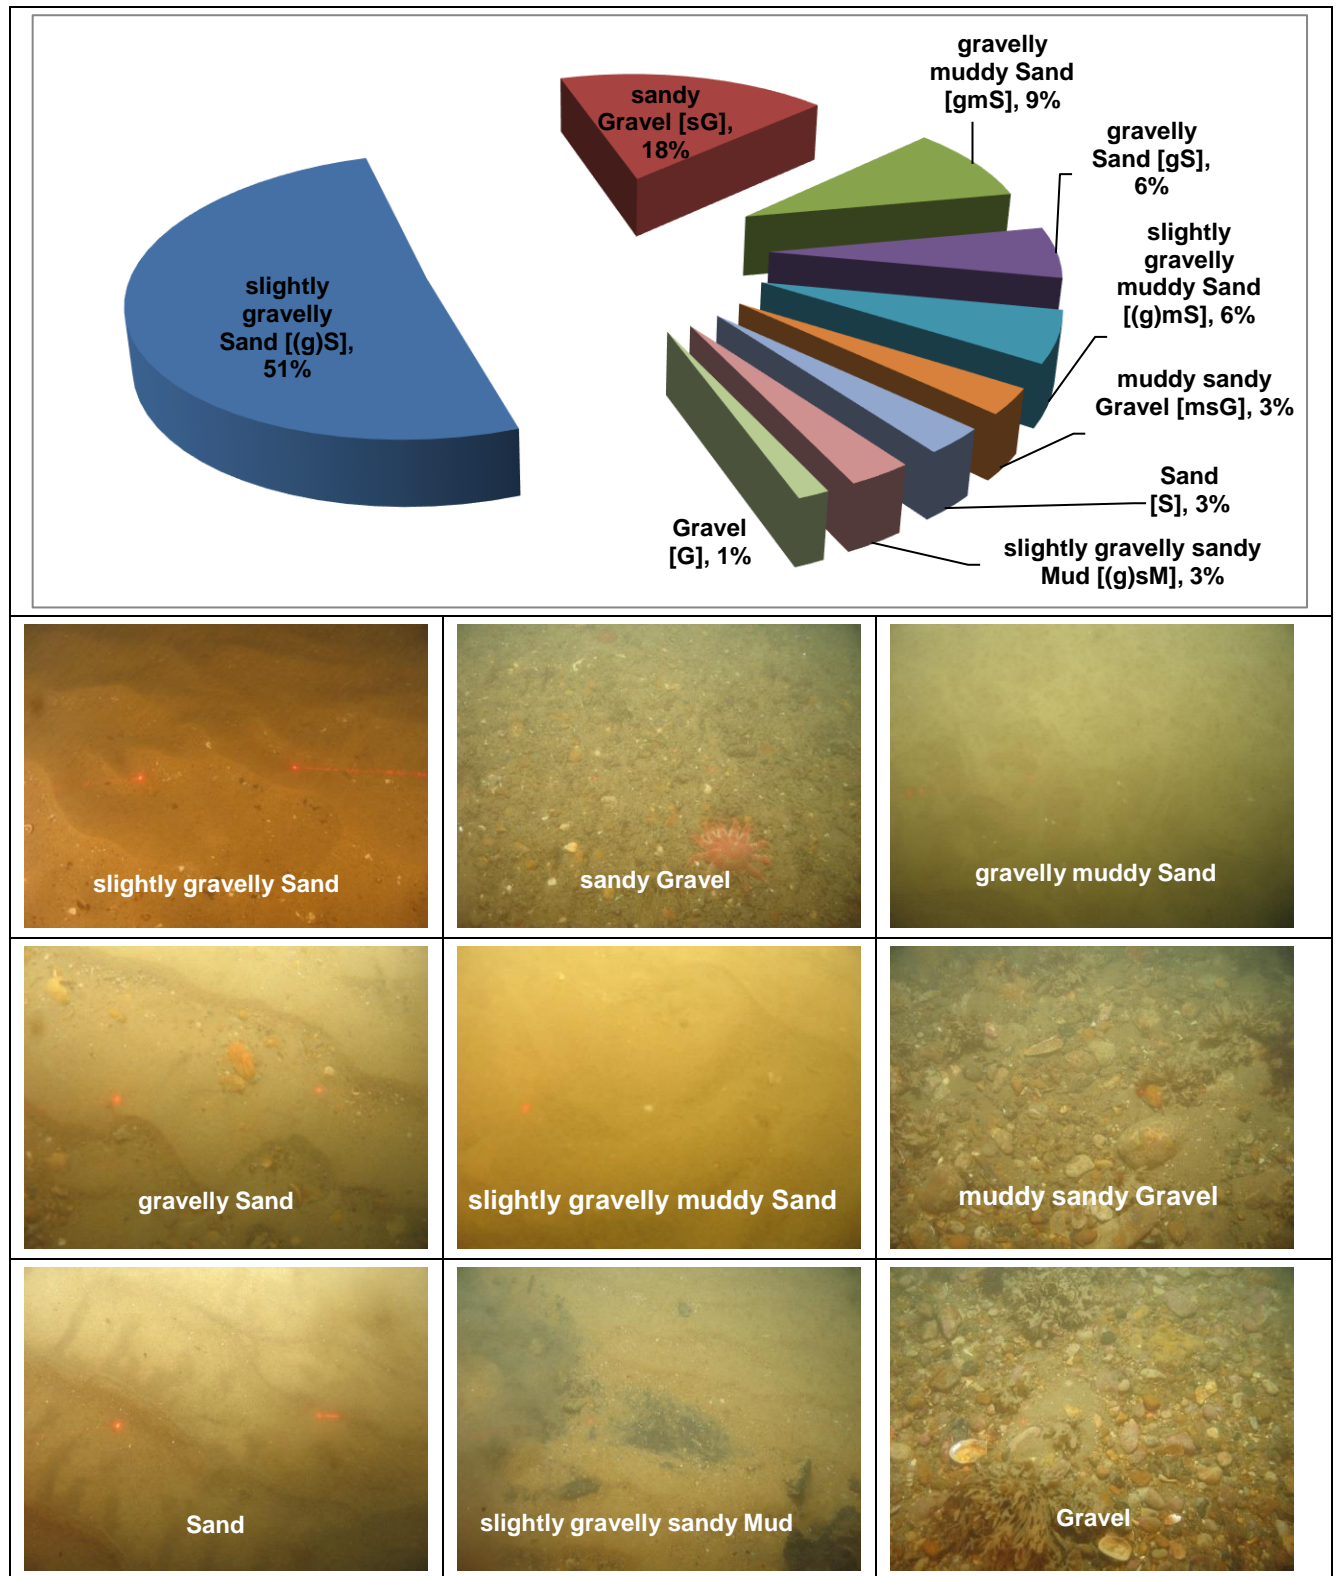 sandy
Gravel [sG],
18%
gravelly
muddy Sand
[gmS], 9%
gravelly
Sand [gS],
6%
slightly
gravelly
muddy Sand
[(g)mS], 6%
slightly
gravelly
Sand [(g)S],
51%
muddy sandy
Gravel [msG], 3%
Sand
[S], 3%
Gravel
[G], 1%
slightly gravelly sandy
Mud [(g)sM], 3%
slightly gravelly Sand
sandy Gravel
gravelly muddy Sand
gravelly Sand
slightly gravelly muddy Sand
muddy sandy Gravel
Sand
slightly gravelly sandy Mud
Gravel